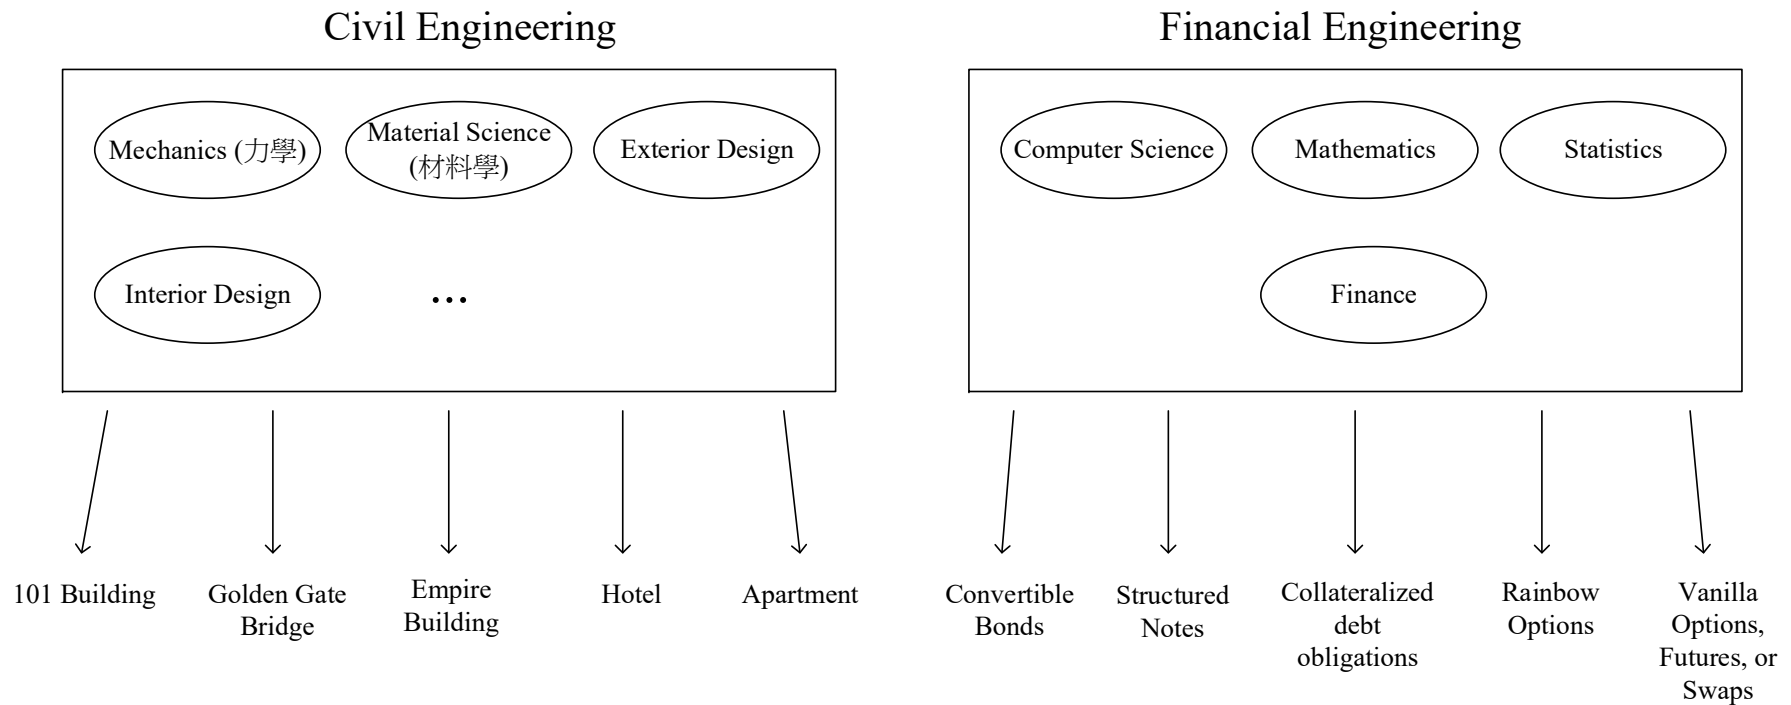 Civil Engineering
Mechanics (力學)
Material Science
(材料學)
Exterior Design
Interior Design
...
101 Building
Golden Gate
Bridge
Empire
Building
Hotel
Apartment
Financial Engineering
Computer Science
Mathematics
Statistics
Finance
Convertible
Bonds
Structured
Notes
Collateralized
debt
obligations
Rainbow
Options
Vanilla
Options,
Futures, or
Swaps